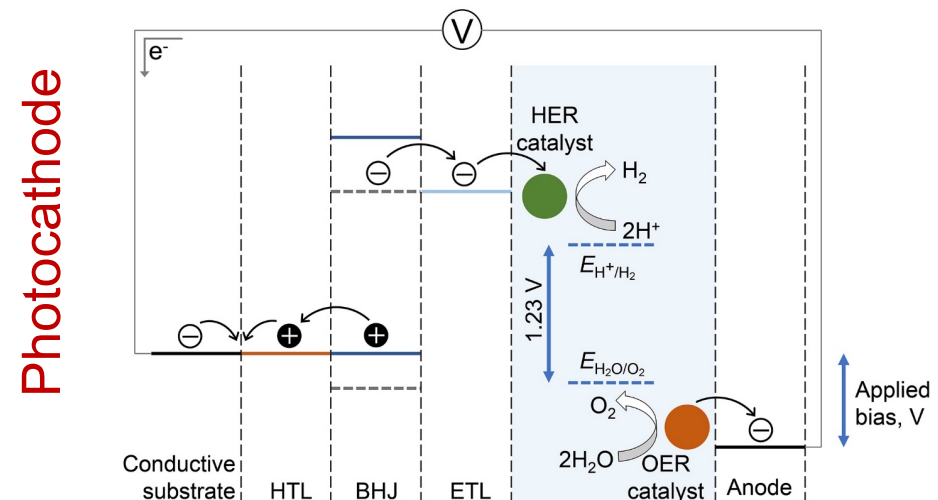 Photocathode
V
e⁻
HER
catalyst
H₂
2H⁺
E_H⁺/H₂
1.23 V
E_H₂O/O₂
O₂
2H₂O
OER
catalyst
Applied
bias, V
Conductive
substrate
HTL
BHJ
ETL
Anode